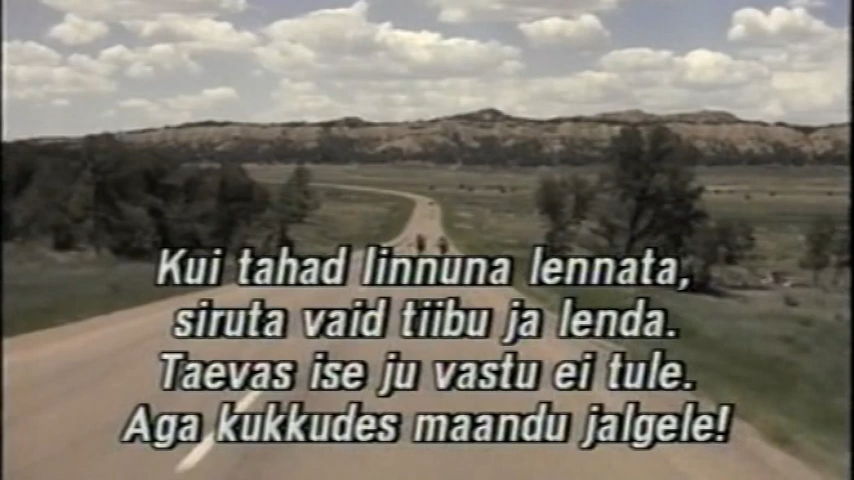 Kui tahad linnuna lennata,
siruta vaid tiibu ja lenda.
Taevas ise ju vastu ei tule.
Aga kukkudes maandu jalgele!